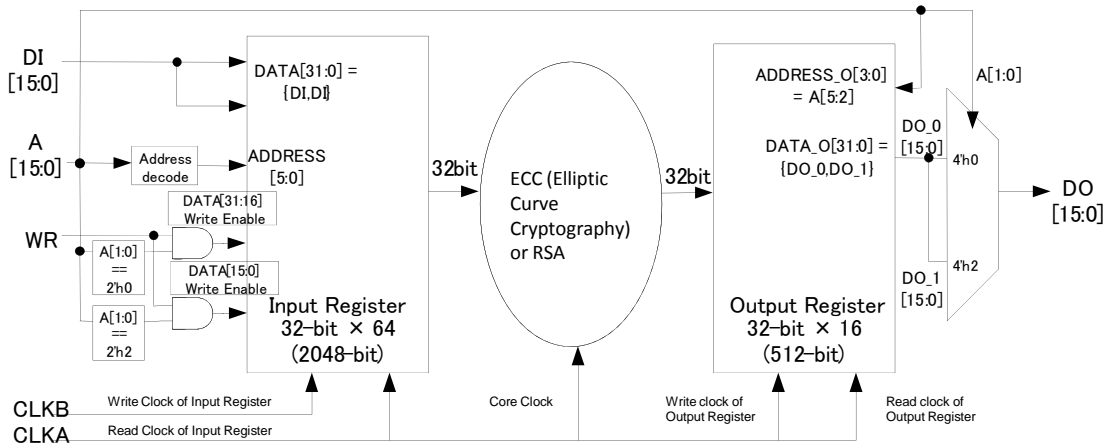 DI
[15:0]
A
[15:0]
WR
CLKB
CLKA
DATA[31:0] =
{DI,DI}
Address
decode
ADDRESS
[5:0]
DATA[31:16]
Write Enable
A[1:0]
==
2'h0
DATA[15:0]
Write Enable
A[1:0]
==
2'h2
Input Register
32-bit × 64
(2048-bit)
Write Clock of Input Register
Read Clock of Input Register
32bit
ECC (Elliptic
Curve
Cryptography)
or RSA
Core Clock
32bit
ADDRESS_O[3:0]
= A[5:2]
DATA_O[31:0] =
{DO_0,DO_1}
Output Register
32-bit × 16
(512-bit)
Write clock of
Output Register
Read clock of
Output Register
A[1:0]
DO_0
[15:0]
4'h0
DO_1
[15:0]
4'h2
DO
[15:0]